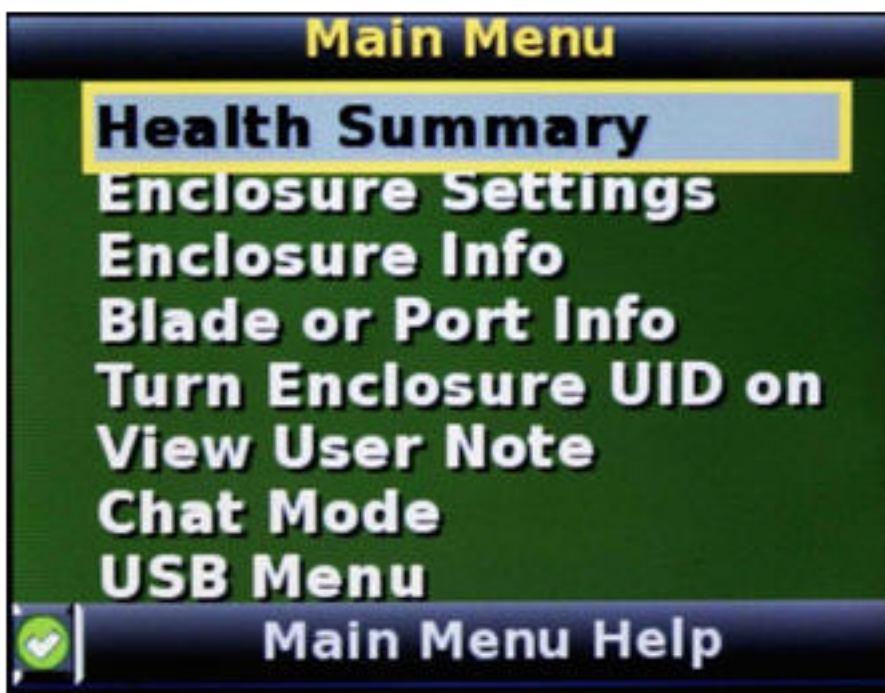 Main Menu
Health Summary
Enclosure Settings
Enclosure Info
Blade or Port Info
Turn Enclosure UID on
View User Note
Chat Mode
USB Menu
Main Menu Help